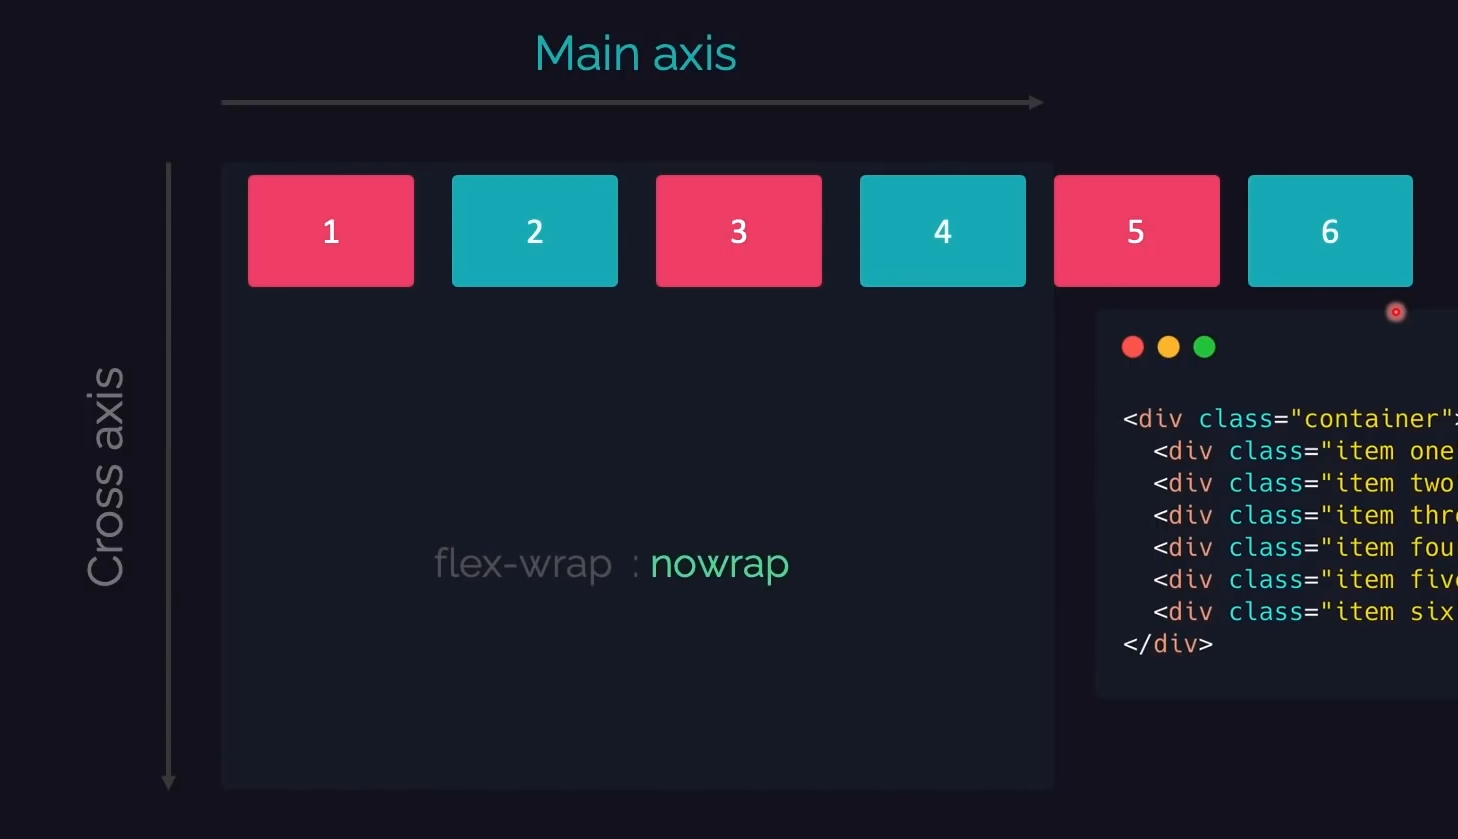 Main axis
1 2 3 4 5 6
Cross axis
flex-wrap : nowrap
<div class="container">
<div class="item one
<div class="item two
<div class="item thre
<div class="item fou
<div class="item five
<div class="item six
</div>